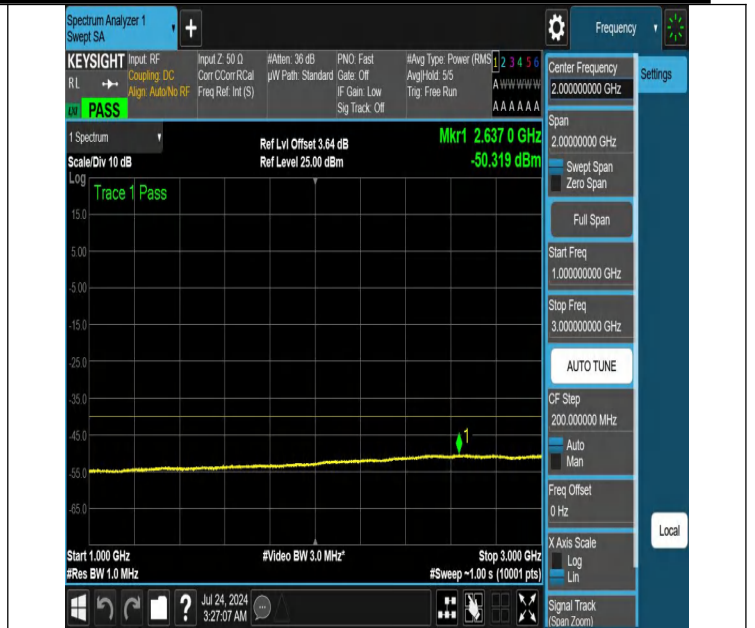 Spectrum Analyzer 1
Swept SA
+
Frequency
KEYSIGHT
R L
PASS
Input: RF
Coupling: DC
Align: Auto/No RF
Input Z: 50 Ω
Corr CCorr RCal
Freq Ref: Int (S)
#Atten: 36 dB
µW Path: Standard
PNO: Fast
Gate: Off
IF Gain: Low
Sig Track: Off
#Avg Type: Power (RMS
Avg|Hold: 5/5
Trig: Free Run
1 2 3 4 5 6
A W W W W W
A A A A A A
1 Spectrum
Scale/Div 10 dB
Ref Lvl Offset 3.64 dB
Ref Level 25.00 dBm
Mkr1 2.637 0 GHz
-50.319 dBm
Log
Trace 1 Pass
15.0
5.00
-5.00
-15.0
-25.0
-35.0
-45.0
-55.0
-65.0
1
Start 1.000 GHz
#Res BW 1.0 MHz
#Video BW 3.0 MHz*
Stop 3.000 GHz
#Sweep ~1.00 s (10001 pts)
Jul 24, 2024
3:27:07 AM
?
Center Frequency
2.000000000 GHz
Settings
Span
2.00000000 GHz
Swept Span
Zero Span
Full Span
Start Freq
1.000000000 GHz
Stop Freq
3.000000000 GHz
AUTO TUNE
CF Step
200.000000 MHz
Auto
Man
Freq Offset
0 Hz
X Axis Scale
Log
Lin
Local
Signal Track
(Span Zoom)